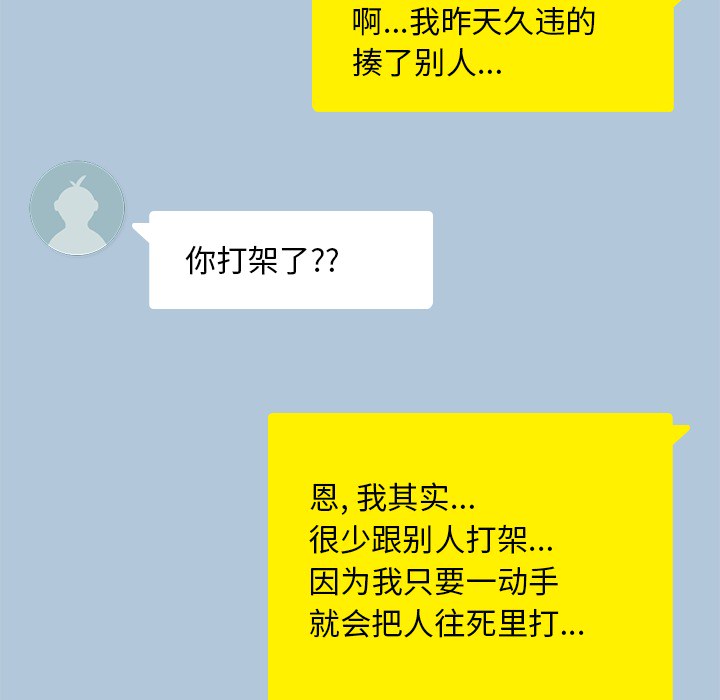 啊...我昨天久违的
揍了别人...
你打架了??
恩, 我其实...
很少跟别人打架...
因为我只要一动手
就会把人往死里打...